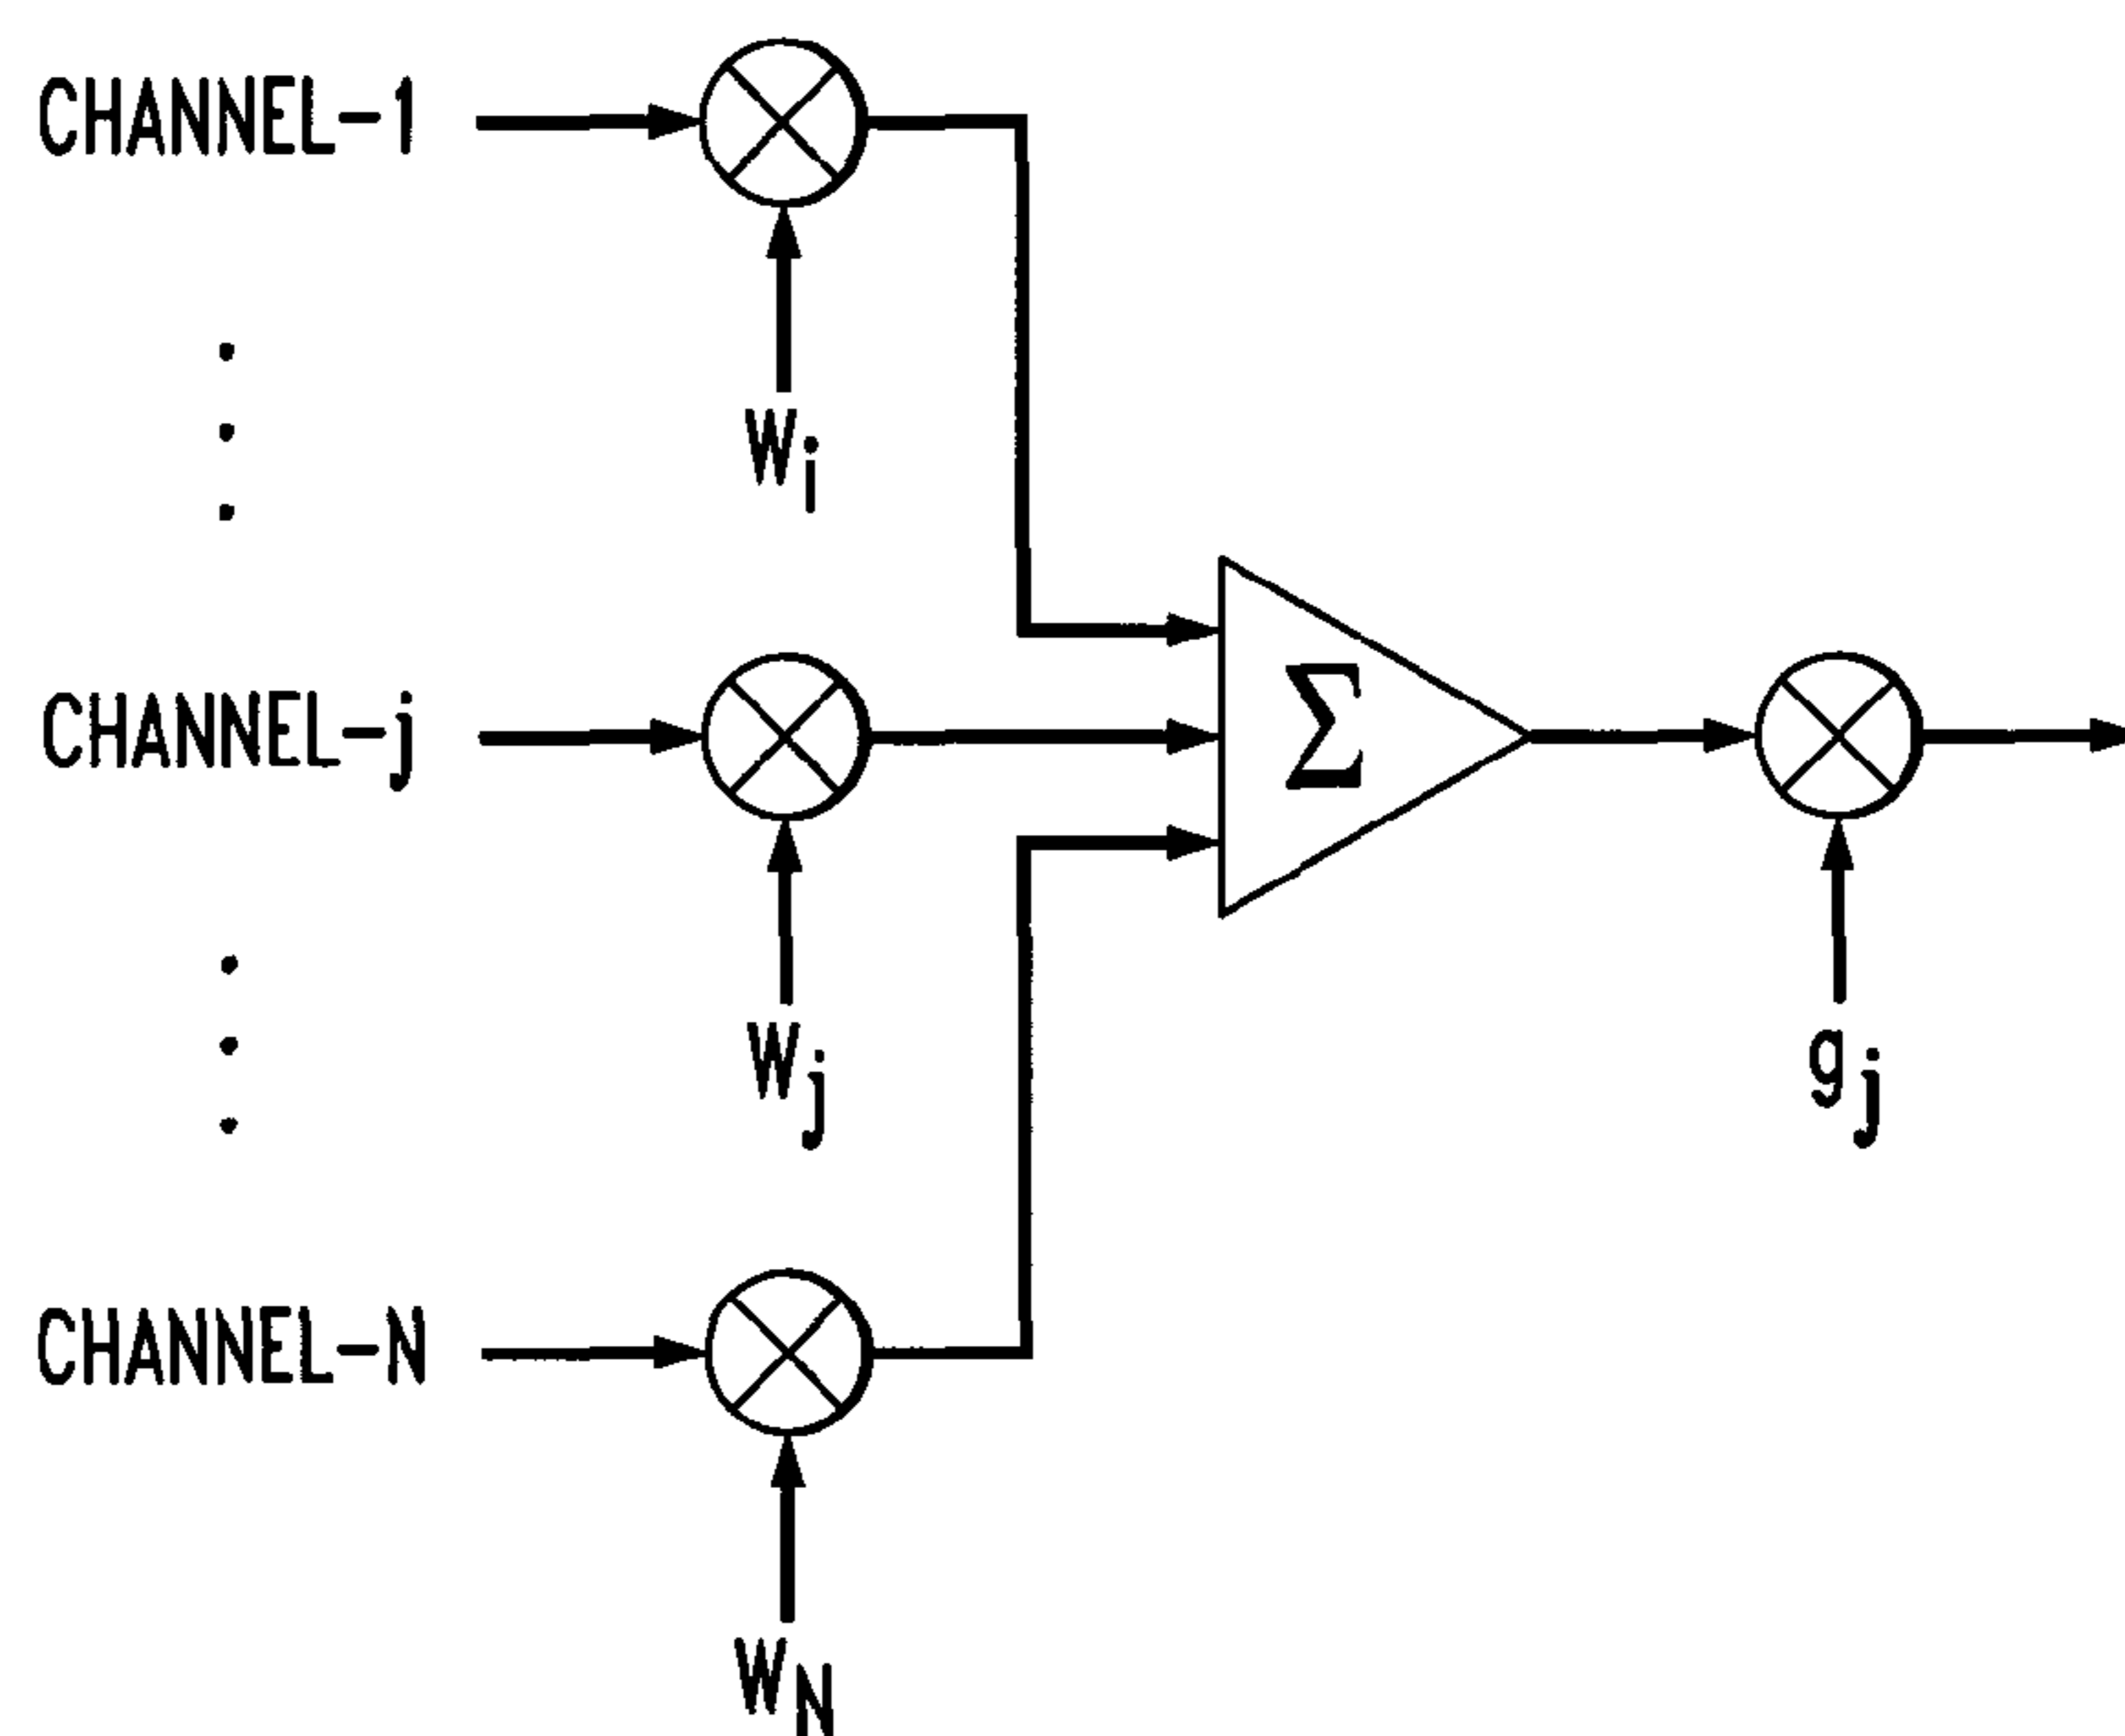 CHANNEL-1
W_i
CHANNEL-j
Σ
W_j
g_j
CHANNEL-N
W_N